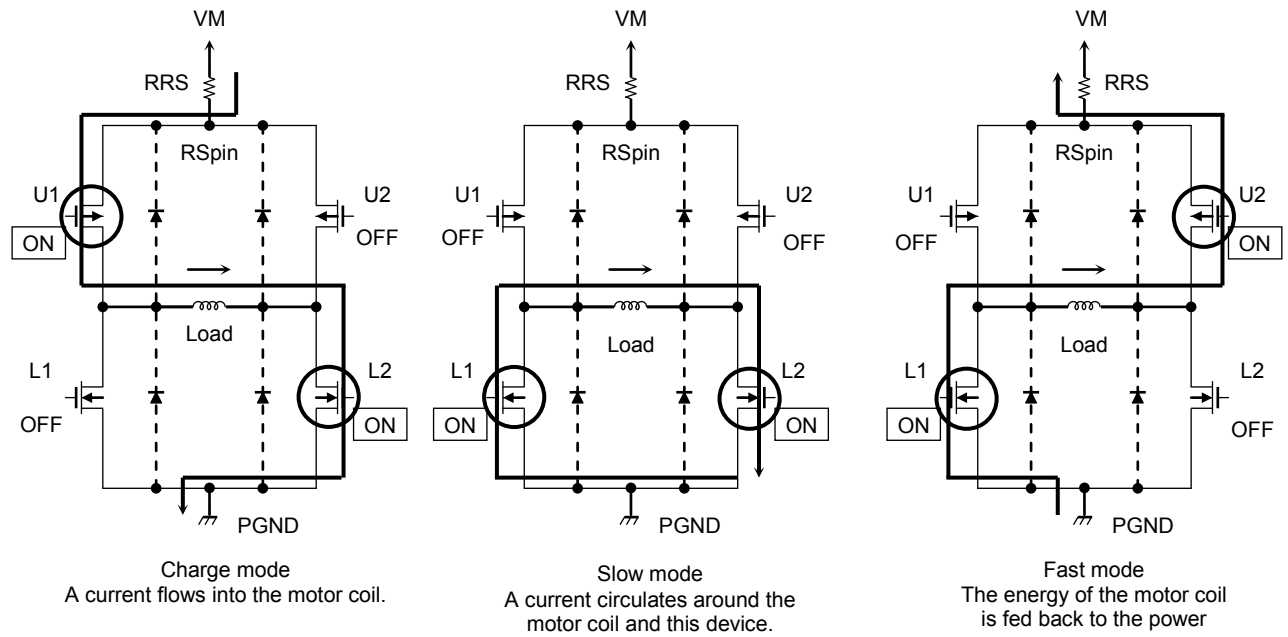 VM
RRS
RSpin
U1
U2
ON
OFF
Load
L1
L2
OFF
ON
PGND
Charge mode
A current flows into the motor coil.
VM
RRS
RSpin
U1
U2
OFF
OFF
Load
L1
L2
ON
ON
PGND
Slow mode
A current circulates around the
motor coil and this device.
VM
RRS
RSpin
U1
U2
OFF
ON
Load
L1
L2
ON
OFF
PGND
Fast mode
The energy of the motor coil
is fed back to the power